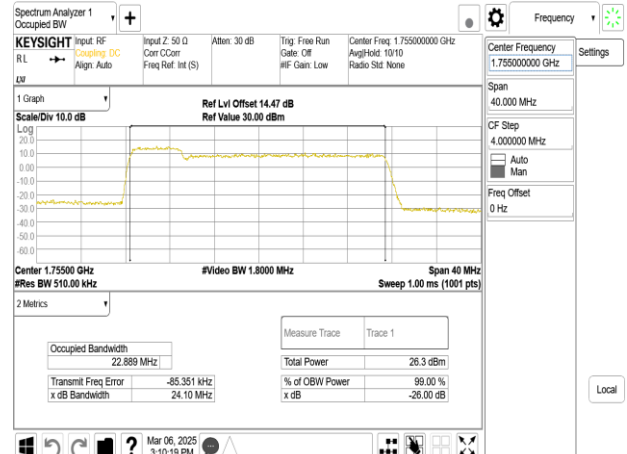 Spectrum Analyzer 1
Occupied BW
Frequency
KEYSIGHT
RL
LXI
Input: RF
Coupling: DC
Align: Auto
Input Z: 50 Ω
Corr CCorr
Freq Ref: Int (S)
Atten: 30 dB
Trig: Free Run
Gate: Off
#IF Gain: Low
Center Freq: 1.755000000 GHz
Avg|Hold: 10/10
Radio Std: None
Center Frequency
1.755000000 GHz
Settings
Span
40.000 MHz
CF Step
4.000000 MHz
Auto
Man
Freq Offset
0 Hz
1 Graph
Ref Lvl Offset 14.47 dB
Scale/Div 10.0 dB
Ref Value 30.00 dBm
Log
20.0
10.0
0.00
-10.0
-20.0
-30.0
-40.0
-50.0
-60.0
Center 1.75500 GHz
#Video BW 1.8000 MHz
Span 40 MHz
#Res BW 510.00 kHz
Sweep 1.00 ms (1001 pts)
2 Metrics
Measure Trace
Trace 1
Occupied Bandwidth
22.889 MHz
Total Power
26.3 dBm
Transmit Freq Error
-85.351 kHz
% of OBW Power
99.00 %
x dB Bandwidth
24.10 MHz
x dB
-26.00 dB
Local
Mar 06, 2025
3:10:19 PM